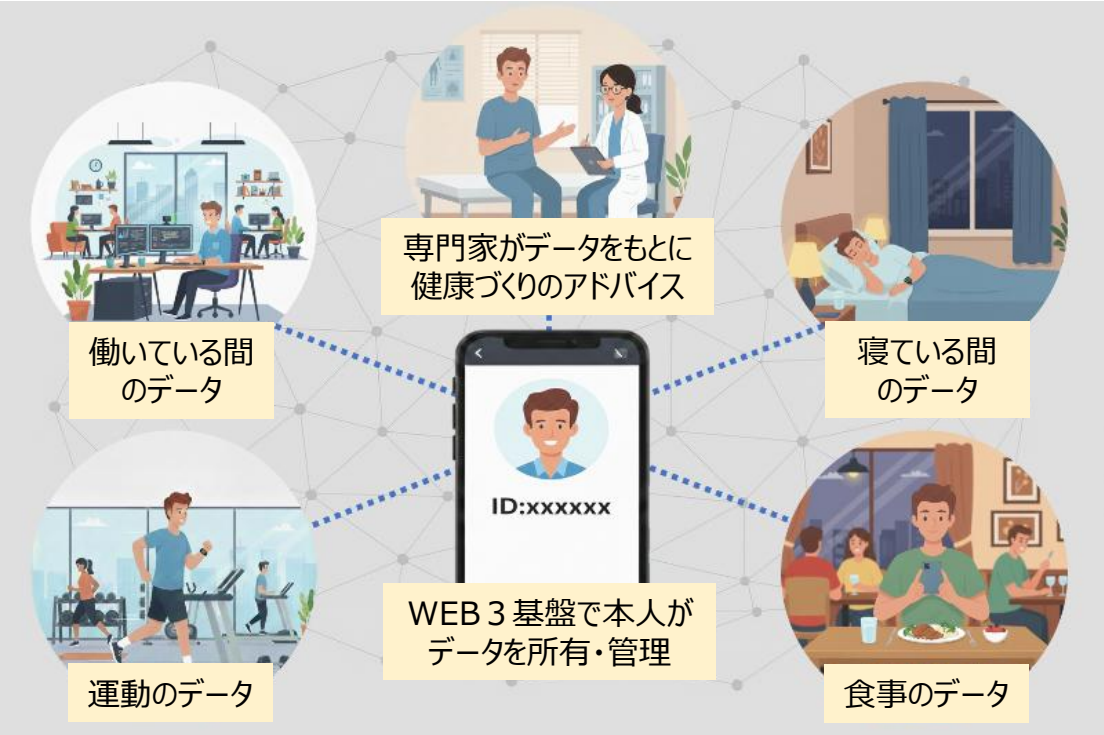 専門家がデータをもとに
健康づくりのアドバイス
働いている間
のデータ
寝ている間
のデータ
ID:xxxxxx
WEB３基盤で本人が
データを所有・管理
運動のデータ
食事のデータ